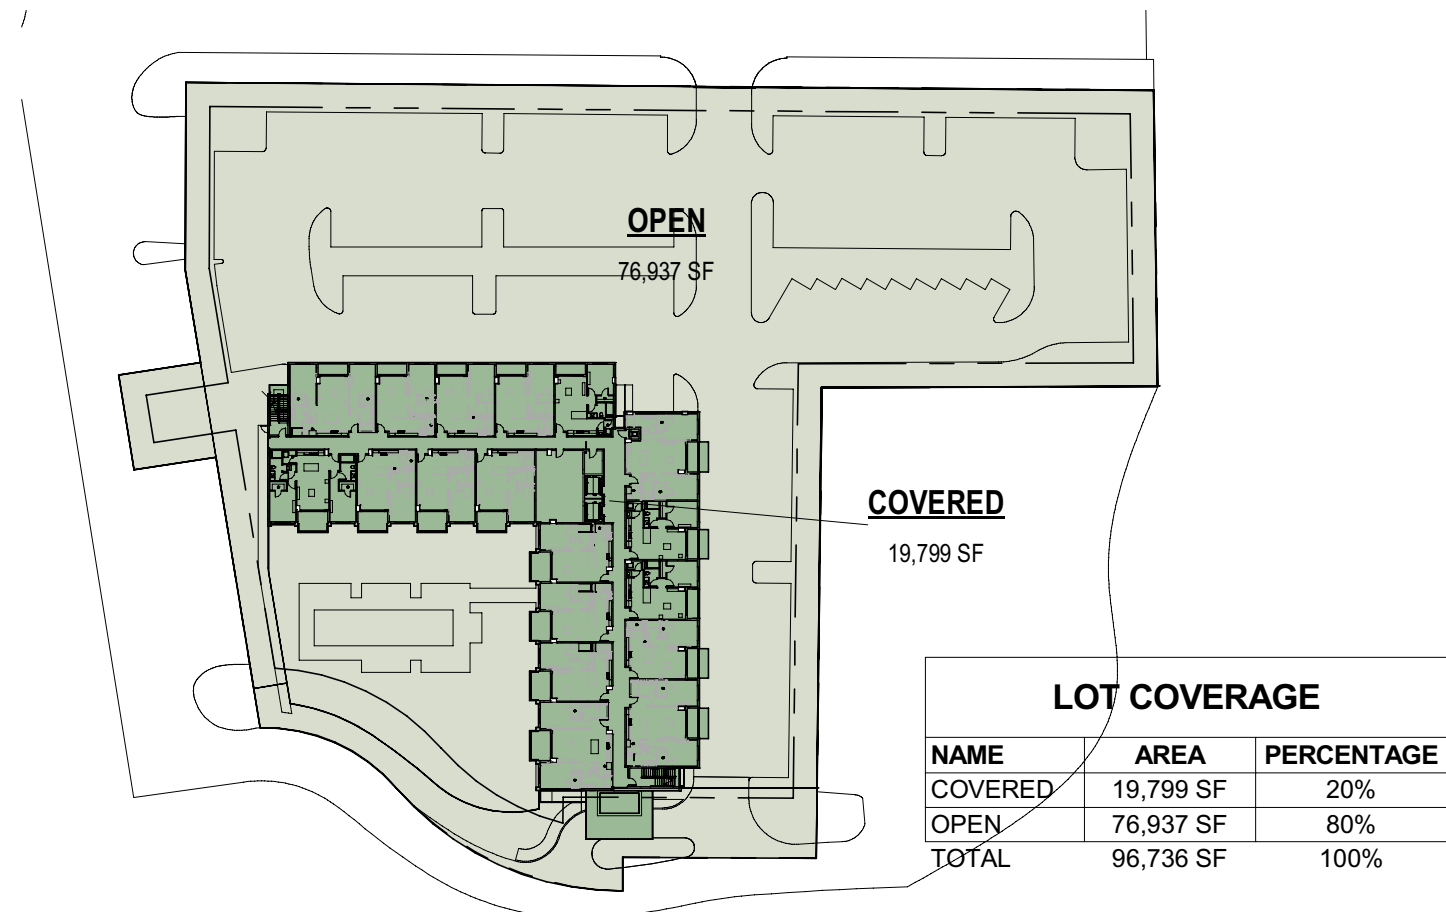 OPEN
76,937 SF
COVERED
19,799 SF
LOT COVERAGE
NAME AREA PERCENTAGE
COVERED 19,799 SF 20%
OPEN 76,937 SF 80%
TOTAL 96,736 SF 100%